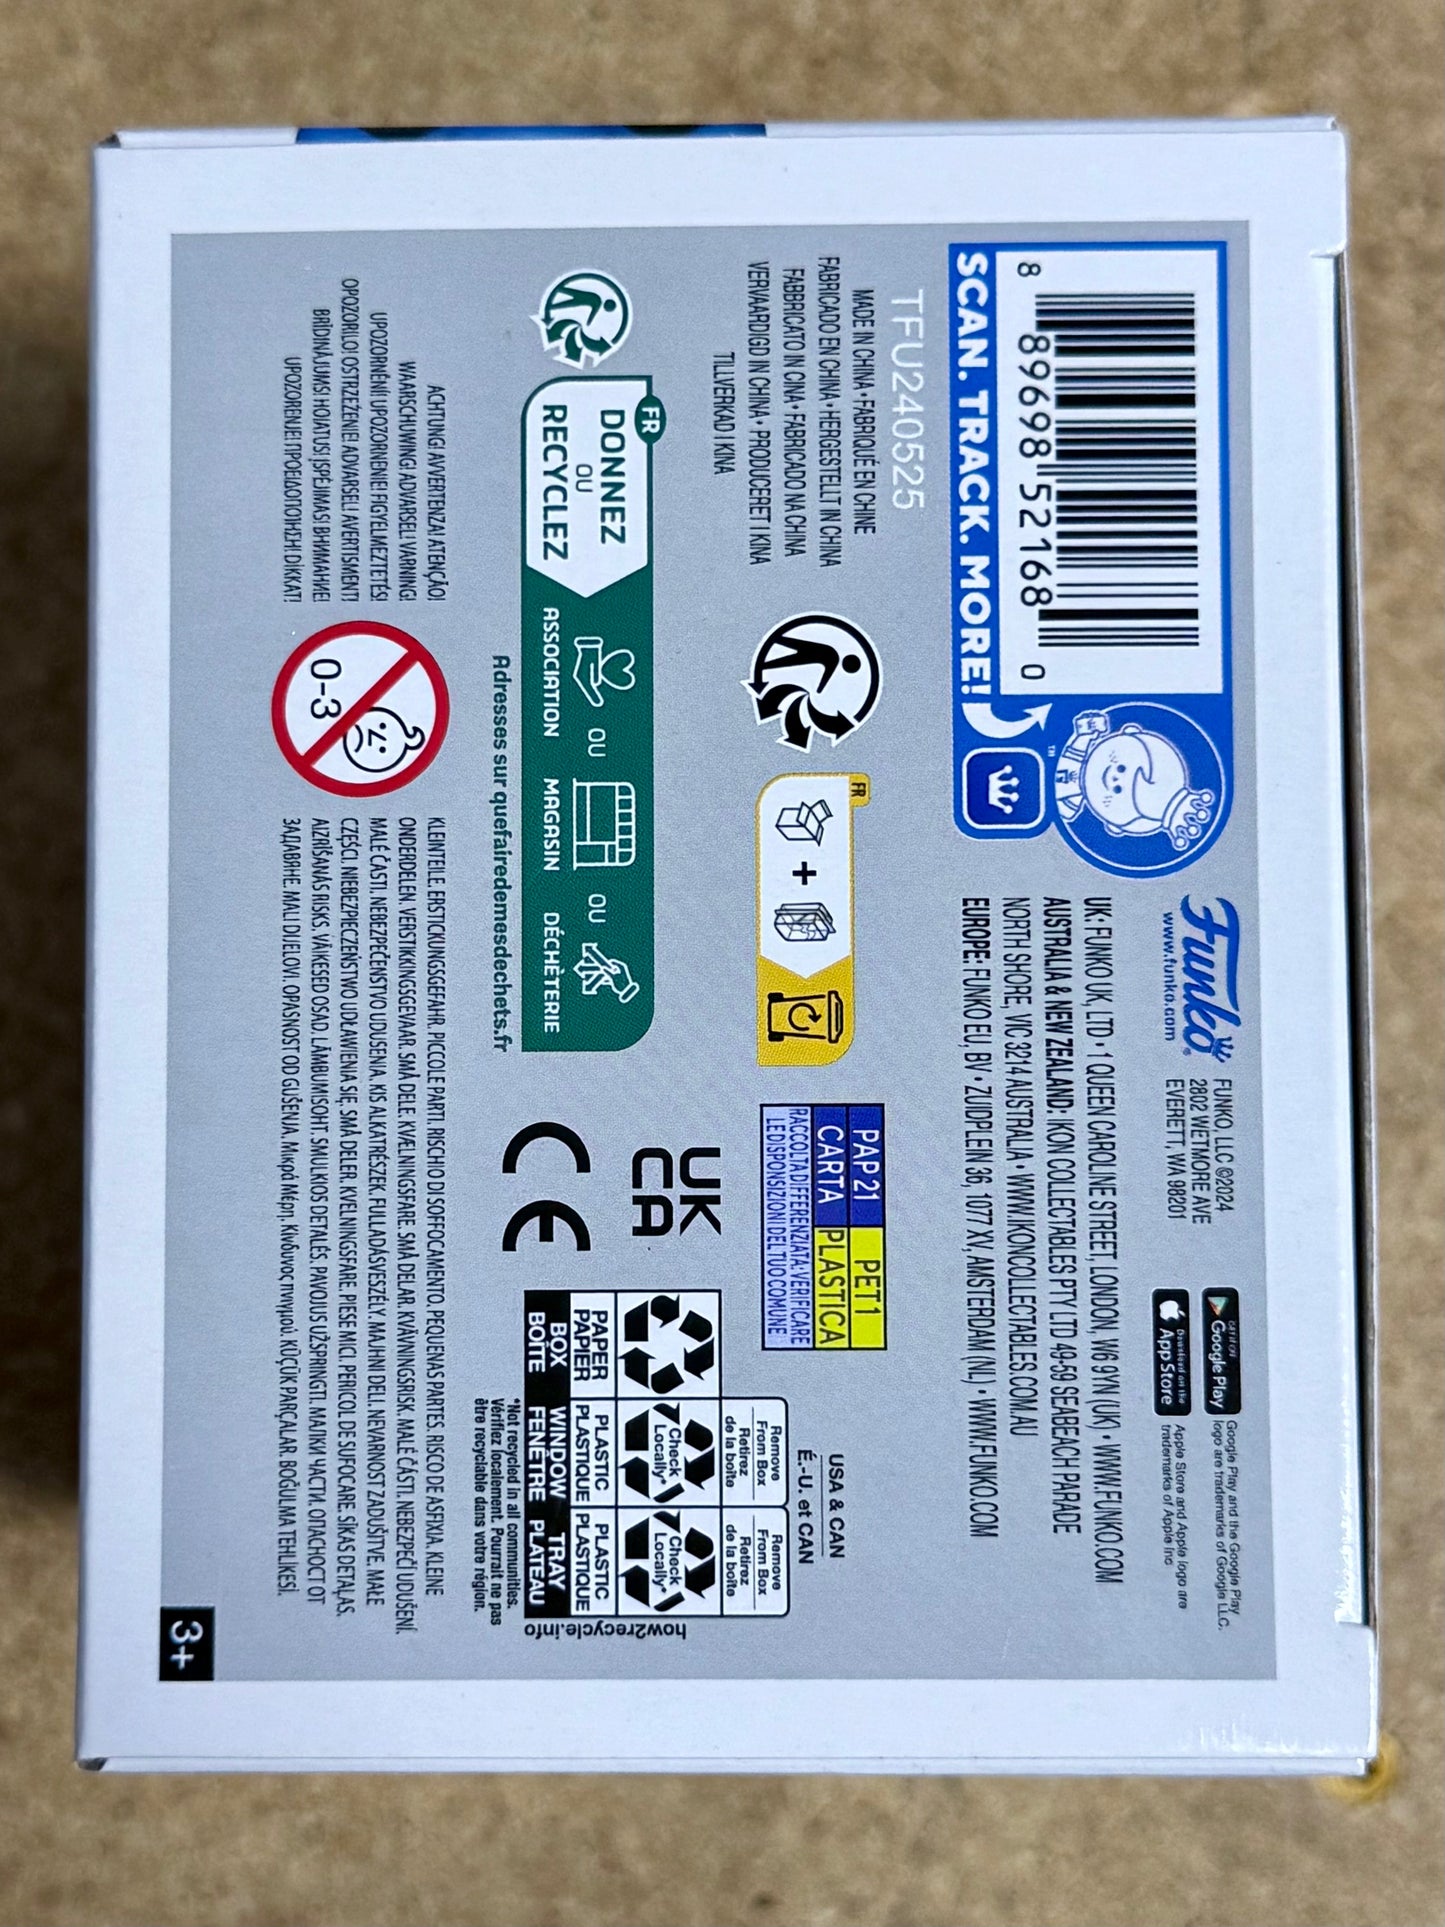 8 89698 52168 0
SCAN. TRACK. MORE!
™
Funko®
www.funko.com
FUNKO, LLC ©2024
2802 WETMORE AVE
EVERETT, WA 98201
GET IT ON
Google Play
Google Play and the Google Play
logo are trademarks of Google LLC.
Download on the
App Store
Apple Store and Apple logo are
trademarks of Apple Inc
UK • FUNKO UK, LTD • 1 QUEEN CAROLINE STREET, LONDON, W6 9YN (UK) • WWW.FUNKO.COM
AUSTRALIA & NEW ZEALAND: IKON COLLECTABLES PTY LTD 49-59 SEABEACH PARADE
NORTH SHORE, VIC 3214 AUSTRALIA • WWW.IKONCOLLECTABLES.COM.AU
EUROPE: FUNKO EU, BV • ZUIDPLEIN 36, 1077 XV, AMSTERDAM (NL) • WWW.FUNKO.COM
TFU240525
MADE IN CHINA • FABRIQUÉ EN CHINE
FABRICADO EN CHINA • HERGESTELLT IN CHINA
FABBRICATO IN CINA • FABRICADO NA CHINA
VERVAARDIGD IN CHINA • PRODUCERET I KINA
TILLVERKAD I KINA
FR
+
PAP 21
PET 1
CARTA
PLASTICA
RACCOLTA DIFFERENZIATA. VERIFICARE
LE DISPONSIZIONI DEL TUO COMUNE
USA & CAN
É.-U. et CAN
Remove
From Box
Retirez
de la boîte
Remove
From Box
Retirez
de la boîte
Check
Locally*
Check
Locally*
PAPER
PAPIER
PLASTIC
PLASTIQUE
PLASTIC
PLASTIQUE
BOX
BOÎTE
WINDOW
FENÊTRE
TRAY
PLATEAU
how2recycle.info
*Not recycled in all communities.
Vérifiez localement. Pourrait ne pas
être recyclable dans votre région.
FR
DONNEZ
OU
RECYCLEZ
ASSOCIATION
OU
MAGASIN
OU
DÉCHÈTERIE
Adresses sur quefairedemesdechets.fr
UK
CA
CE
ACHTUNG! AVVERTENZA! ATENÇÃO!
WAARSCHUWING! ADVARSEL! VARNING!
UPOZORNĚNÍ! UPOZORNENIE! FIGYELMEZTETÉS!
OPOZORILO! OSTRZEŻENIE! ADVARSEL! AVERTISMENT!
BRĪDINĀJUMS! HOIATUS! ĮSPĖJIMAS! ВНИМАНИЕ!
UPOZORENJE! ΠΡΟΕΙΔΟΠΟΙΗΣΗ! DİKKAT!
0-3
KLEINTEILE. ERSTICKUNGSGEFAHR. PICCOLE PARTI. RISCHIO DI SOFFOCAMENTO. PEQUENAS PARTES. RISCO DE ASFIXIA. KLEINE
ONDERDELEN. VERSTIKKINGSGEVAAR. SMÅ DELE. KVÆLNINGSFARE. SMÅ DELAR. KVÄVNINGSRISK. MALÉ ČÁSTI. NEBEZPEČÍ UDUŠENÍ.
MALÉ ČASTI. NEBEZPEČENSTVO UDUSENIA. KIS ALKATRÉSZEK. FULLADÁSVESZÉLY. MAJHNI DELI. NEVARNOST ZADUŠITVE. MAŁE
CZĘŚCI. NIEBEZPIECZEŃSTWO UDŁAWIENIA SIĘ. SMÅ DELER. KVELNINGSFARE. PIESE MICI. PERICOL DE SUFOCARE. SĪKAS DETAĻAS.
AIZRĪŠANĀS RISKS. VÄIKESED OSAD. LÄMBUMISOHT. SMULKIOS DETALĖS. PAVOJUS UŽSPRINGTI. МАЛКИ ЧАСТИ. ОПАСНОСТ ОТ
ЗАДАВЯНЕ. MALI DIJELOVI. OPASNOST OD GUŠENJA. Μικρά Μέρη. Κίνδυνος πνιγμού. KÜÇÜK PARÇALAR. BOĞULMA TEHLİKESİ.
3+